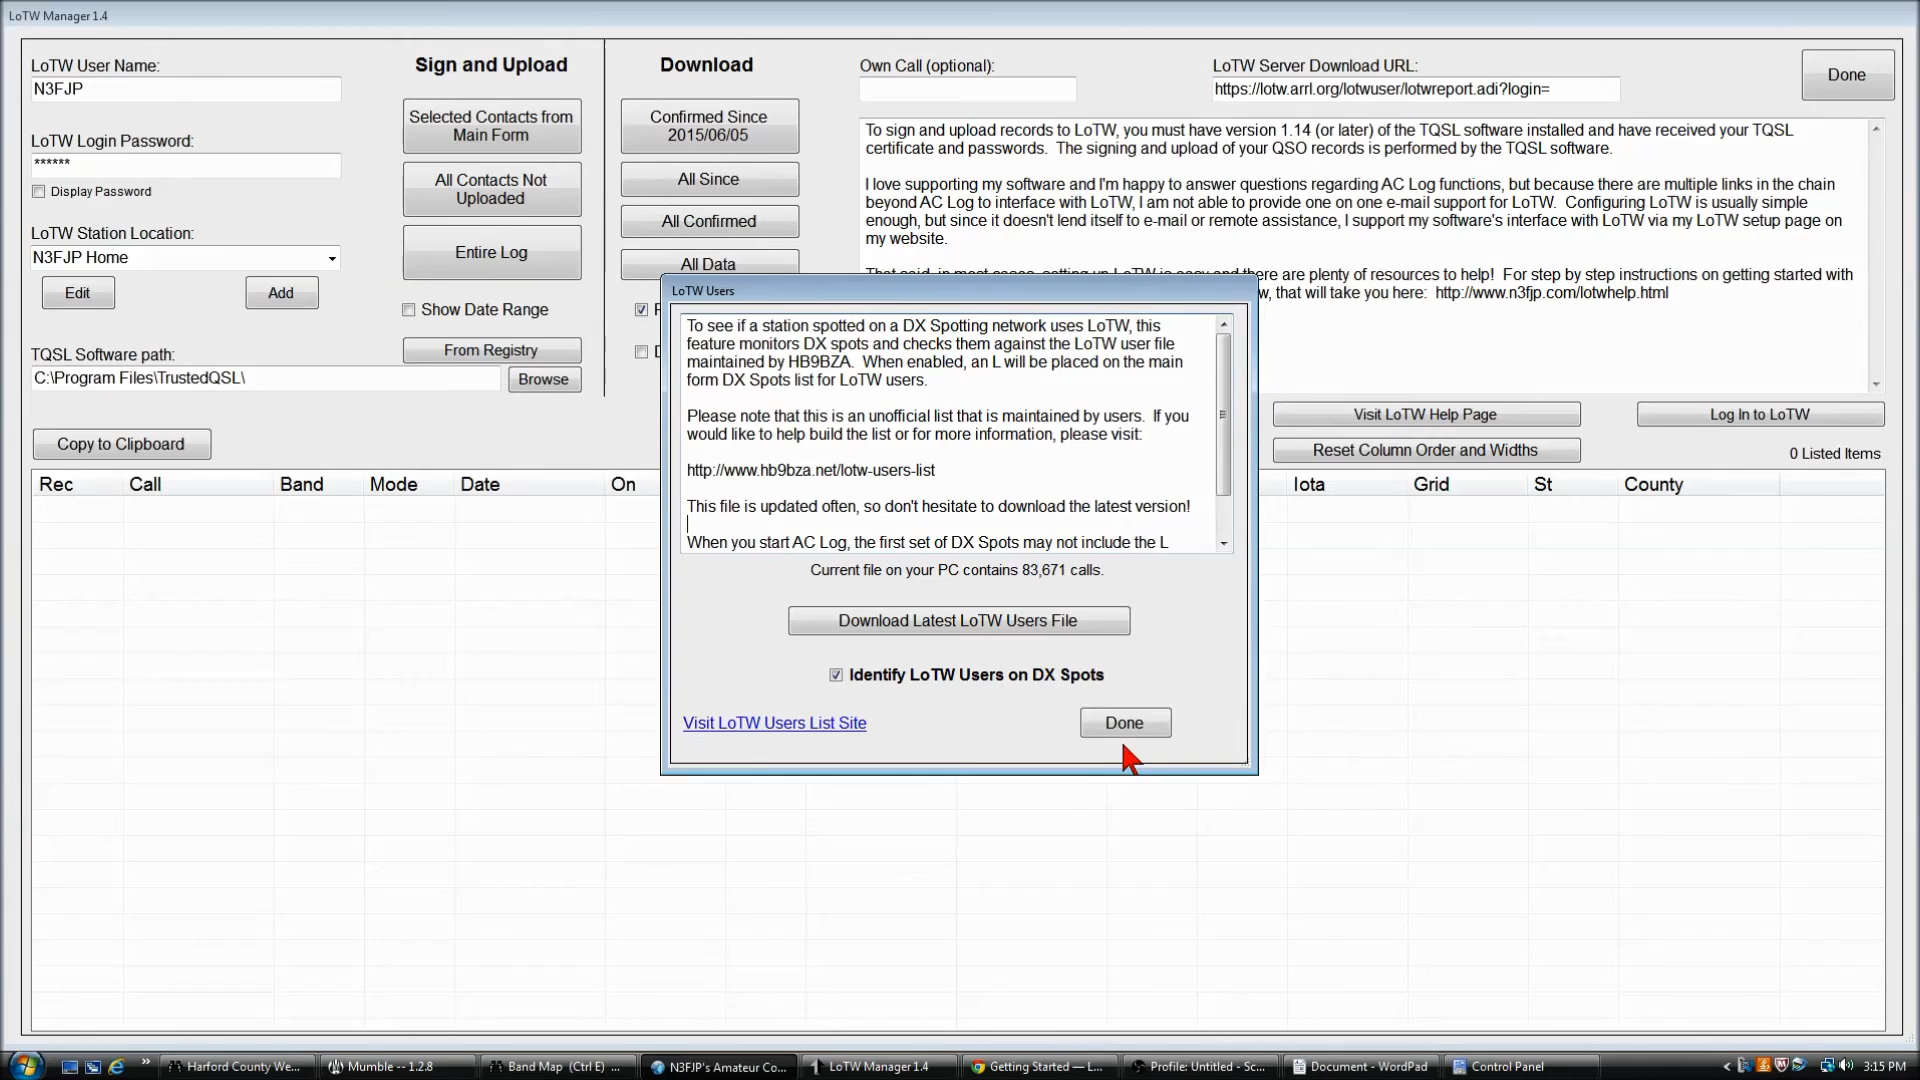 LoTW Manager 1.4
LoTW User Name:
N3FJP
LoTW Login Password:
******
Display Password
LoTW Station Location:
N3FJP Home
Edit
Add
TQSL Software path:
C:\Program Files\TrustedQSL\
Browse
Sign and Upload
Selected Contacts from
Main Form
All Contacts Not
Uploaded
Entire Log
Show Date Range
From Registry
Download
Confirmed Since
2015/06/05
All Since
All Confirmed
All Data
Own Call (optional):
LoTW Server Download URL:
https://lotw.arrl.org/lotwuser/lotwreport.adi?login=
Done
To sign and upload records to LoTW, you must have version 1.14 (or later) of the TQSL software installed and have received your TQSL
certificate and passwords. The signing and upload of your QSO records is performed by the TQSL software.
I love supporting my software and I'm happy to answer questions regarding AC Log functions, but because there are multiple links in the chain
beyond AC Log to interface with LoTW, I am not able to provide one on one e-mail support for LoTW. Configuring LoTW is usually simple
enough, but since it doesn't lend itself to e-mail or remote assistance, I support my software's interface with LoTW via my LoTW setup page on
my website.
there are plenty of resources to help! For step by step instructions on getting started with
w, that will take you here: http://www.n3fjp.com/lotwhelp.html
Visit LoTW Help Page
Log In to LoTW
Copy to Clipboard
Reset Column Order and Widths
0 Listed Items
Rec Call Band Mode Date On Iota Grid St County
LoTW Users
To see if a station spotted on a DX Spotting network uses LoTW, this
feature monitors DX spots and checks them against the LoTW user file
maintained by HB9BZA. When enabled, an L will be placed on the main
form DX Spots list for LoTW users.
Please note that this is an unofficial list that is maintained by users. If you
would like to help build the list or for more information, please visit:
http://www.hb9bza.net/lotw-users-list
This file is updated often, so don't hesitate to download the latest version!
When you start AC Log, the first set of DX Spots may not include the L
Current file on your PC contains 83,671 calls.
Download Latest LoTW Users File
Identify LoTW Users on DX Spots
Visit LoTW Users List Site
Done
Harford County We... Mumble -- 1.2.8 Band Map (Ctrl E) ... N3FJP's Amateur Co... LoTW Manager 1.4 Getting Started — L... Profile: Untitled - Sc... Document - WordPad Control Panel 3:15 PM